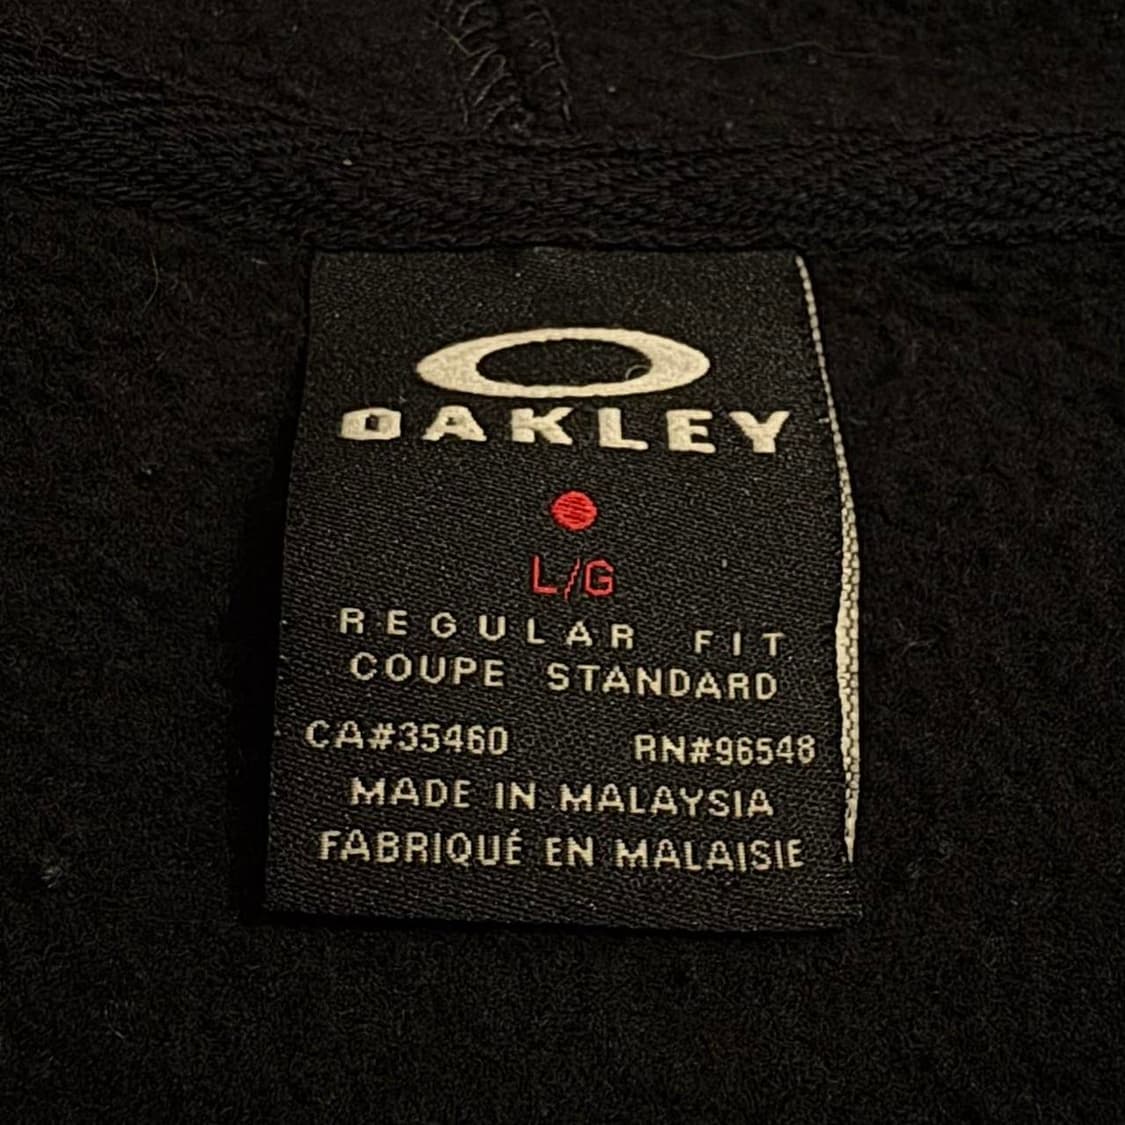 OAKLEY
L/G
REGULAR FIT
COUPE STANDARD
CA#35460 RN#96548
MADE IN MALAYSIA
FABRIQUÉ EN MALAISIE